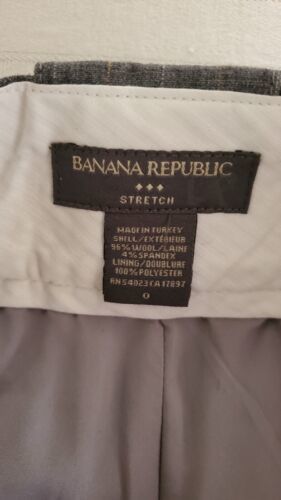 BANANA REPUBLIC
STRETCH
MADE IN TURKEY
SHELL/EXTÉRIEUR
96% WOOL/LAINE
4% SPANDEX
LINING/DOUBLURE
100% POLYESTER
RN 54023 CA 17897
0